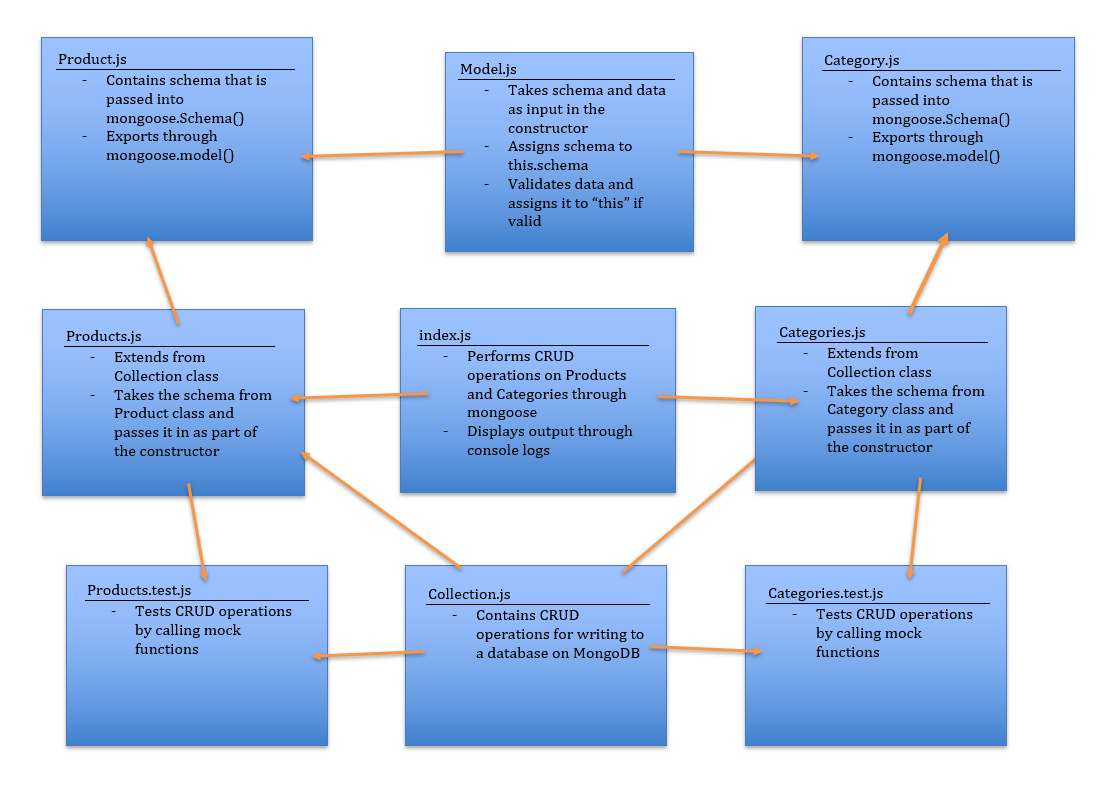 Product.js
- Contains schema that is
passed into
mongoose.Schema()
- Exports through
mongoose.model()
Model.js
- Takes schema and data
as input in the
constructor
- Assigns schema to
this.schema
- Validates data and
assigns it to “this” if
valid
Category.js
- Contains schema that is
passed into
mongoose.Schema()
- Exports through
mongoose.model()
Products.js
- Extends from
Collection class
- Takes the schema from
Product class and
passes it in as part of
the constructor
index.js
- Performs CRUD
operations on Products
and Categories through
mongoose
- Displays output through
console logs
Categories.js
- Extends from
Collection class
- Takes the schema from
Category class and
passes it in as part of
the constructor
Products.test.js
- Tests CRUD operations
by calling mock
functions
Collection.js
- Contains CRUD
operations for writing to
a database on MongoDB
Categories.test.js
- Tests CRUD operations
by calling mock
functions